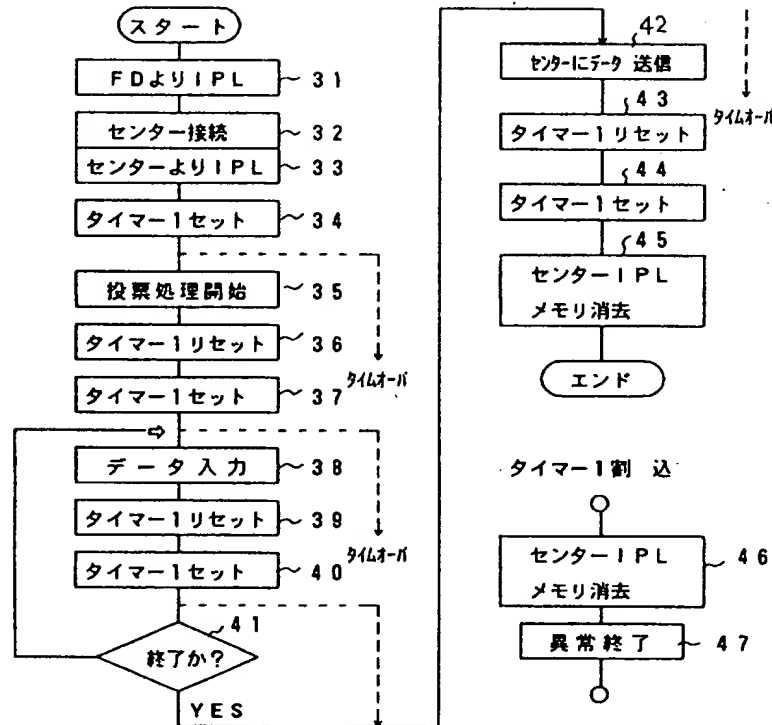 スタート
FDよりIPL
31
センター接続
32
センターよりIPL
33
タイマー1セット
34
投票処理開始
35
タイマー1リセット
36
タイムオーバ
タイマー1セット
37
データ入力
38
タイマー1リセット
39
タイムオーバ
タイマー1セット
40
41
終了か?
YES
42
センターにデータ送信
タイムオーバ
43
タイマー1リセット
44
タイマー1セット
45
センターIPL
メモリ消去
エンド
タイマー1割込
センターIPL
メモリ消去
46
異常終了
47